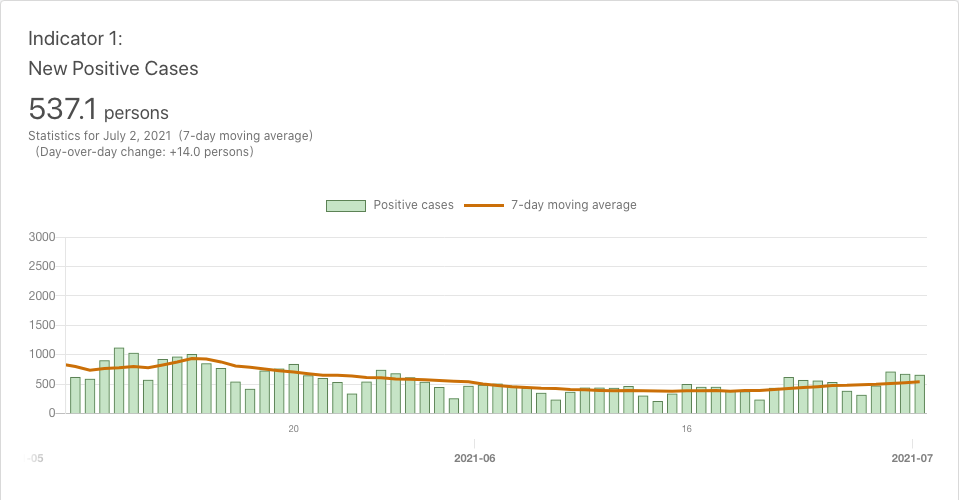 Indicator 1:
New Positive Cases
537.1 persons
Statistics for July 2, 2021 (7-day moving average)
(Day-over-day change: +14.0 persons)
Positive cases 7-day moving average
3000
2500
2000
1500
1000
500
0
20 16
-05 2021-06 2021-07